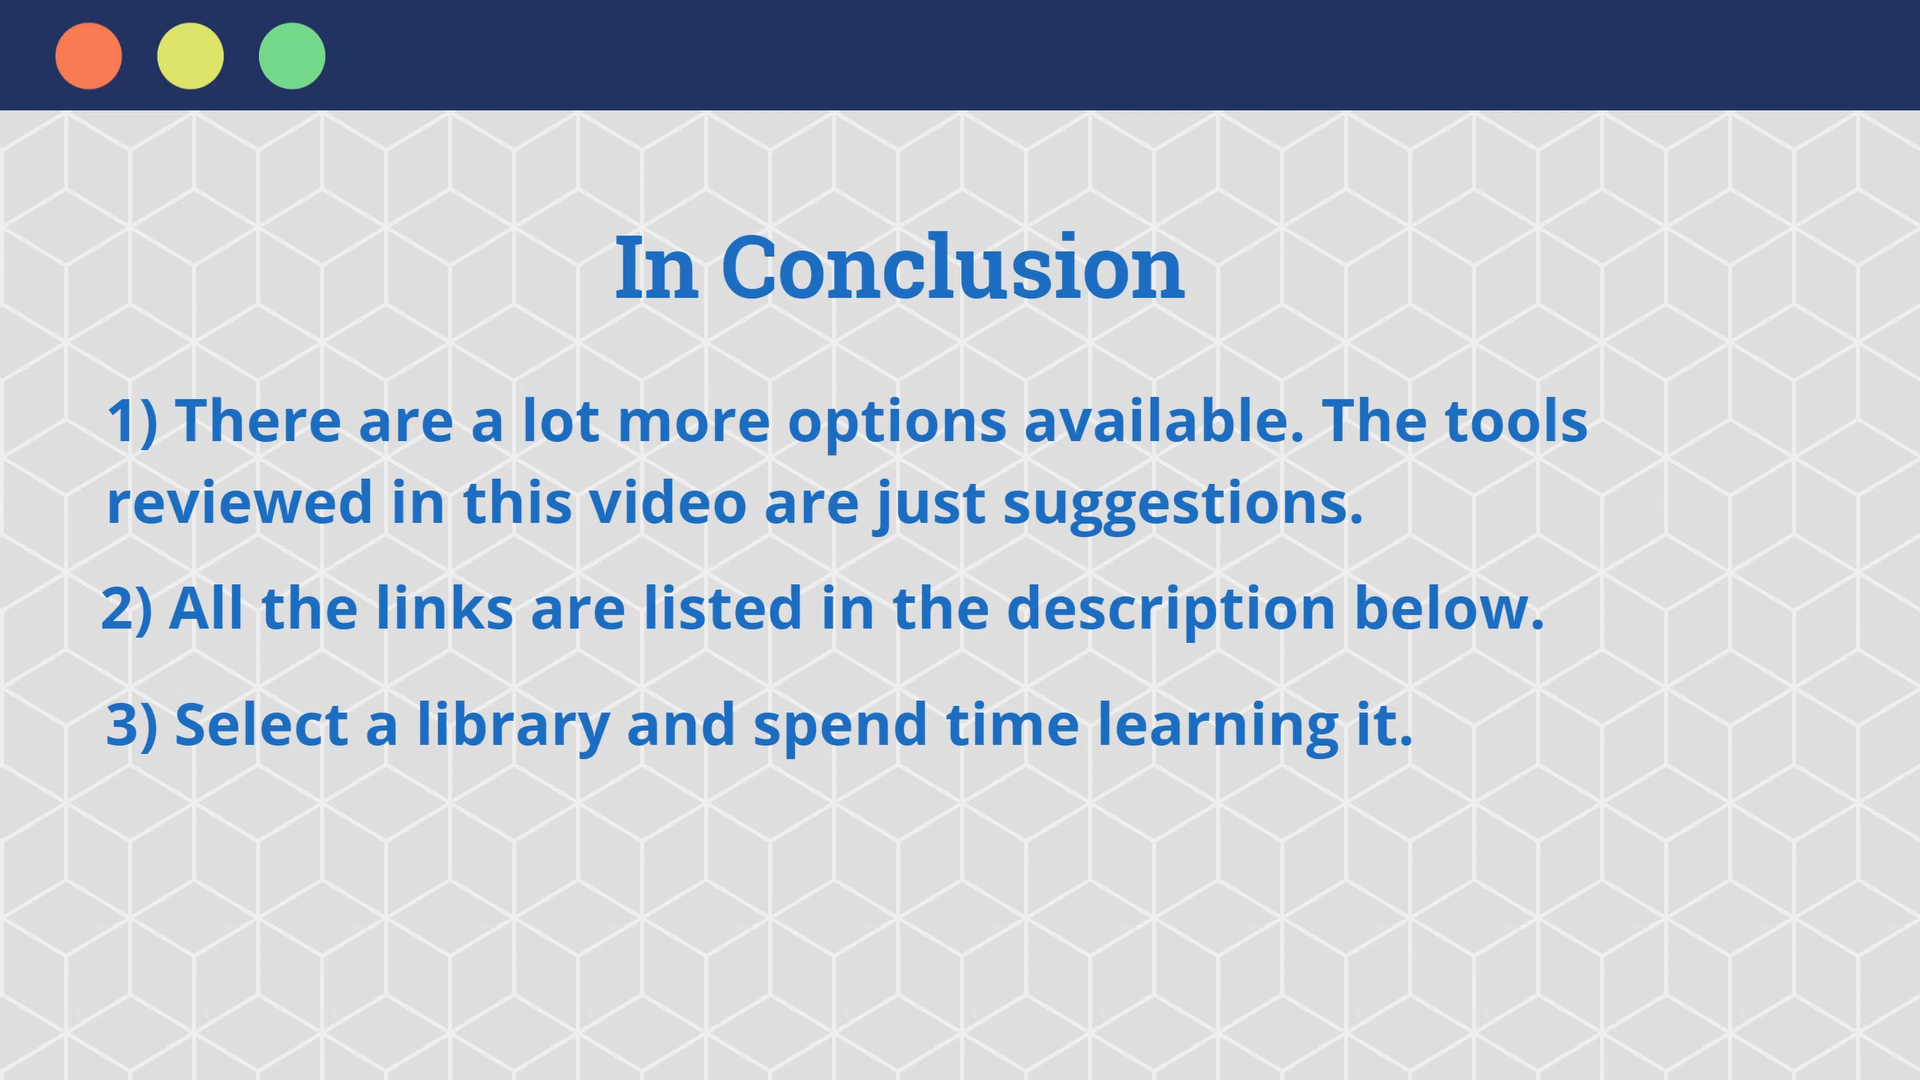 In Conclusion
1) There are a lot more options available. The tools
reviewed in this video are just suggestions.
2) All the links are listed in the description below.
3) Select a library and spend time learning it.